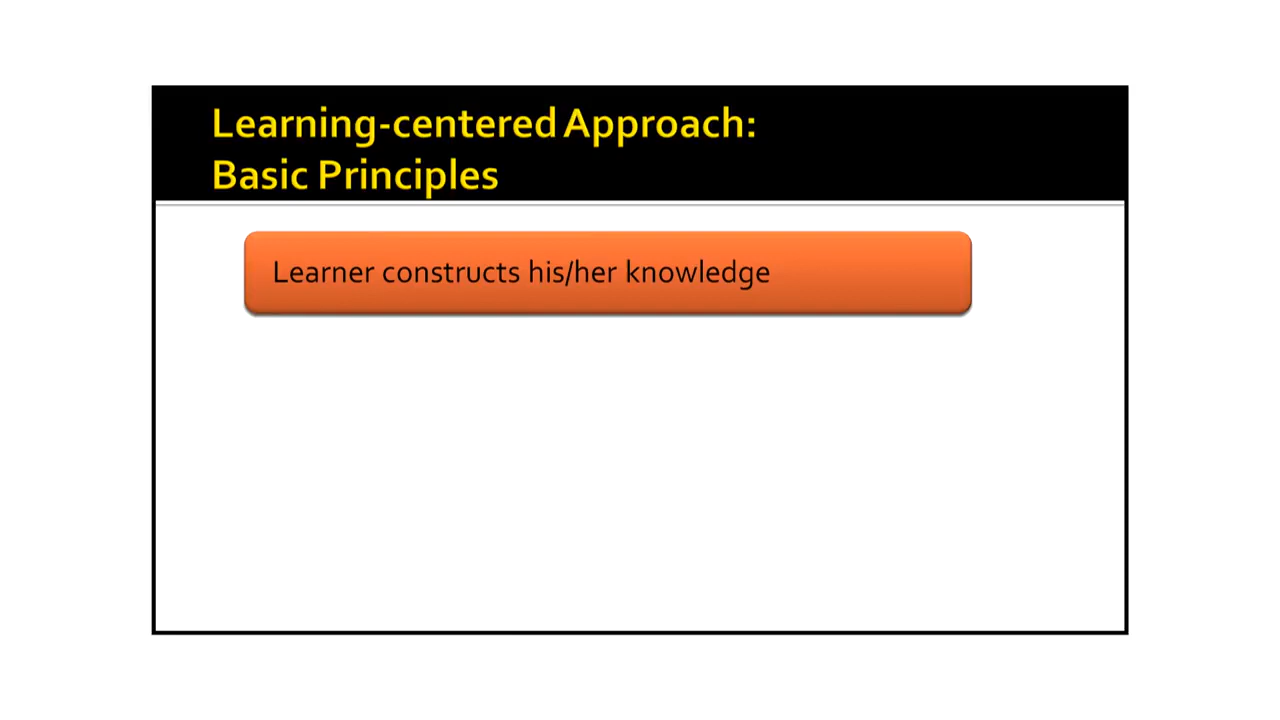 Learning-centered Approach:
Basic Principles
Learner constructs his/her knowledge